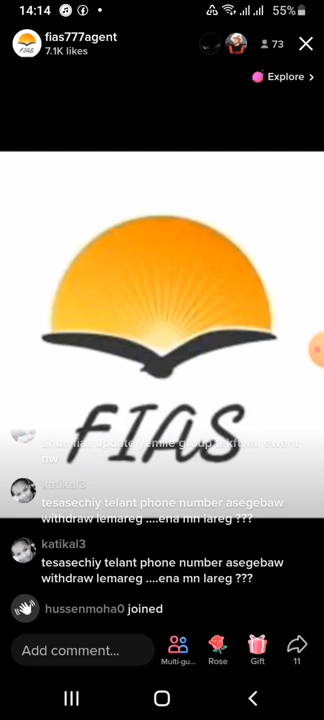 14:14
55%
fias777agent
7.1K likes
73
Explore >
FIAS
FIAS
nw
katikal3
tesasechiy telant phone number asegebaw
withdraw lemareg ....ena mn lareg ???
katikal3
tesasechiy telant phone number asegebaw
withdraw lemareg ....ena mn lareg ???
hussenmoha0 joined
Add comment...
Multi-gu...
Rose
Gift
11